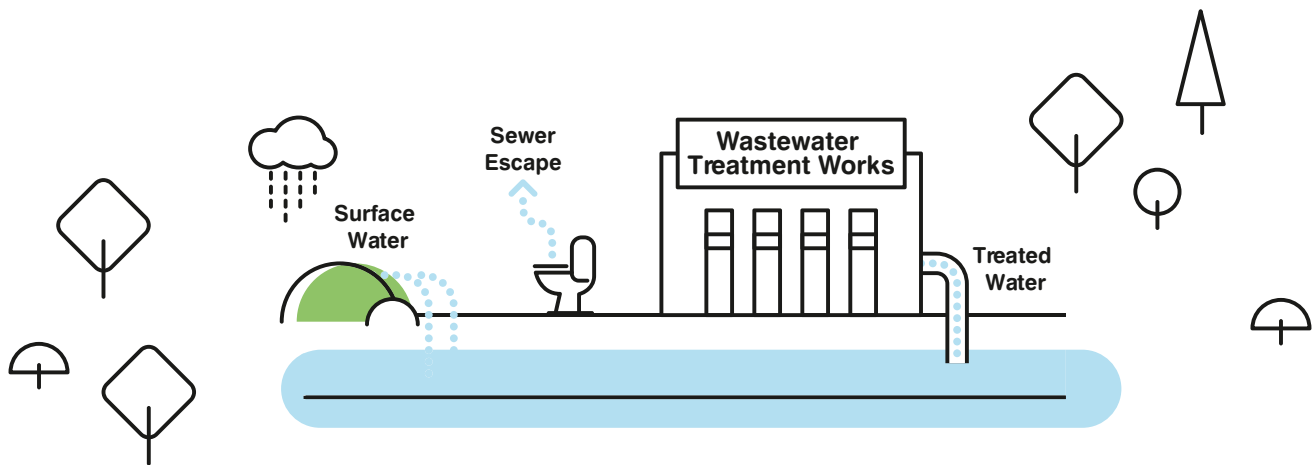 Sewer
Escape
Wastewater
Treatment Works
Surface
Water
Treated
Water